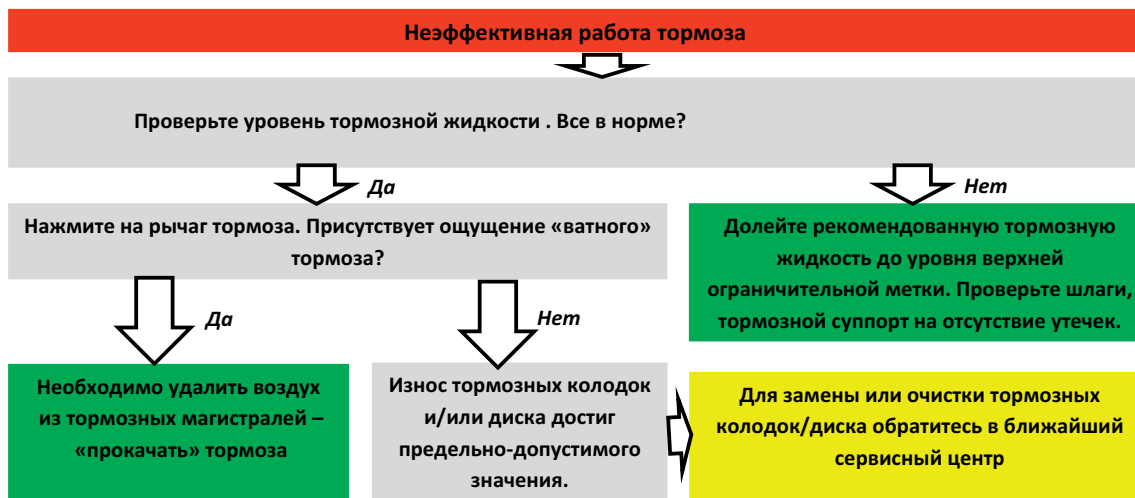 Неэффективная работа тормоза
Проверьте уровень тормозной жидкости . Все в норме?
Да
Нет
Нажмите на рычаг тормоза. Присутствует ощущение «ватного»
тормоза?
Долейте рекомендованную тормозную
жидкость до уровня верхней
ограничительной метки. Проверьте шлаги,
тормозной суппорт на отсутствие утечек.
Да
Нет
Необходимо удалить воздух
из тормозных магистралей –
«прокачать» тормоза
Износ тормозных колодок
и/или диска достиг
предельно-допустимого
значения.
Для замены или очистки тормозных
колодок/диска обратитесь в ближайший
сервисный центр